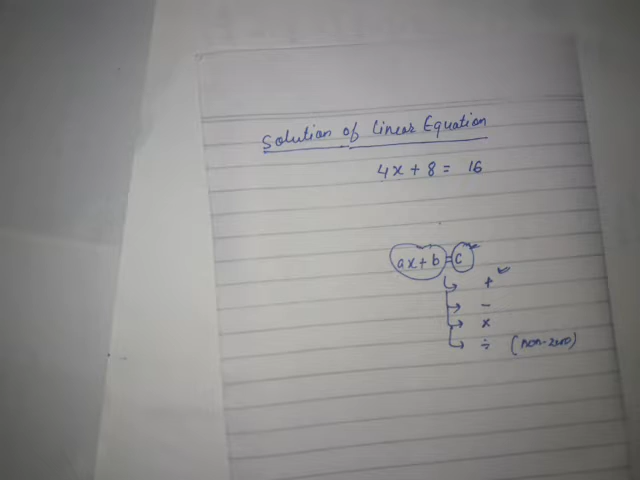 Solution of Linear Equation
4x + 8 = 16
ax + b = c
+
-
×
÷ (non-zero)